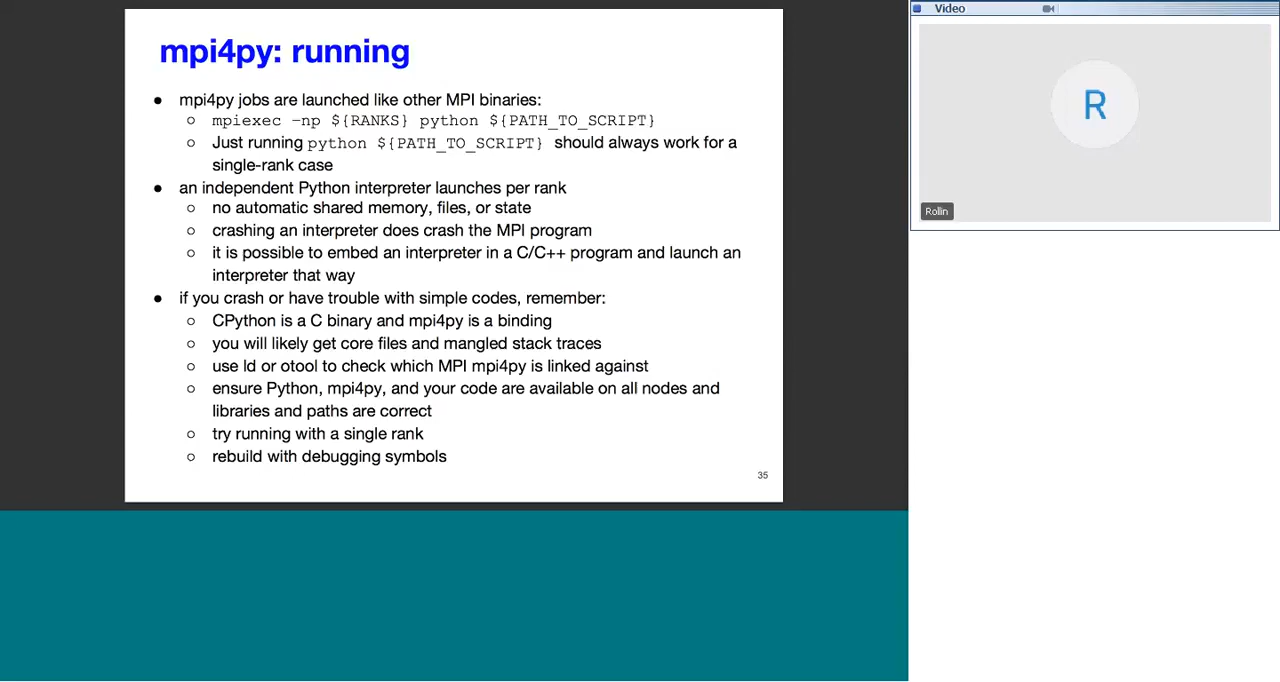 mpi4py: running
● mpi4py jobs are launched like other MPI binaries:
○ mpiexec –np ${RANKS} python ${PATH_TO_SCRIPT}
○ Just running python ${PATH_TO_SCRIPT} should always work for a
single-rank case
● an independent Python interpreter launches per rank
○ no automatic shared memory, files, or state
○ crashing an interpreter does crash the MPI program
○ it is possible to embed an interpreter in a C/C++ program and launch an
interpreter that way
● if you crash or have trouble with simple codes, remember:
○ CPython is a C binary and mpi4py is a binding
○ you will likely get core files and mangled stack traces
○ use ld or otool to check which MPI mpi4py is linked against
○ ensure Python, mpi4py, and your code are available on all nodes and
libraries and paths are correct
○ try running with a single rank
○ rebuild with debugging symbols
35
Video
R
Rolin